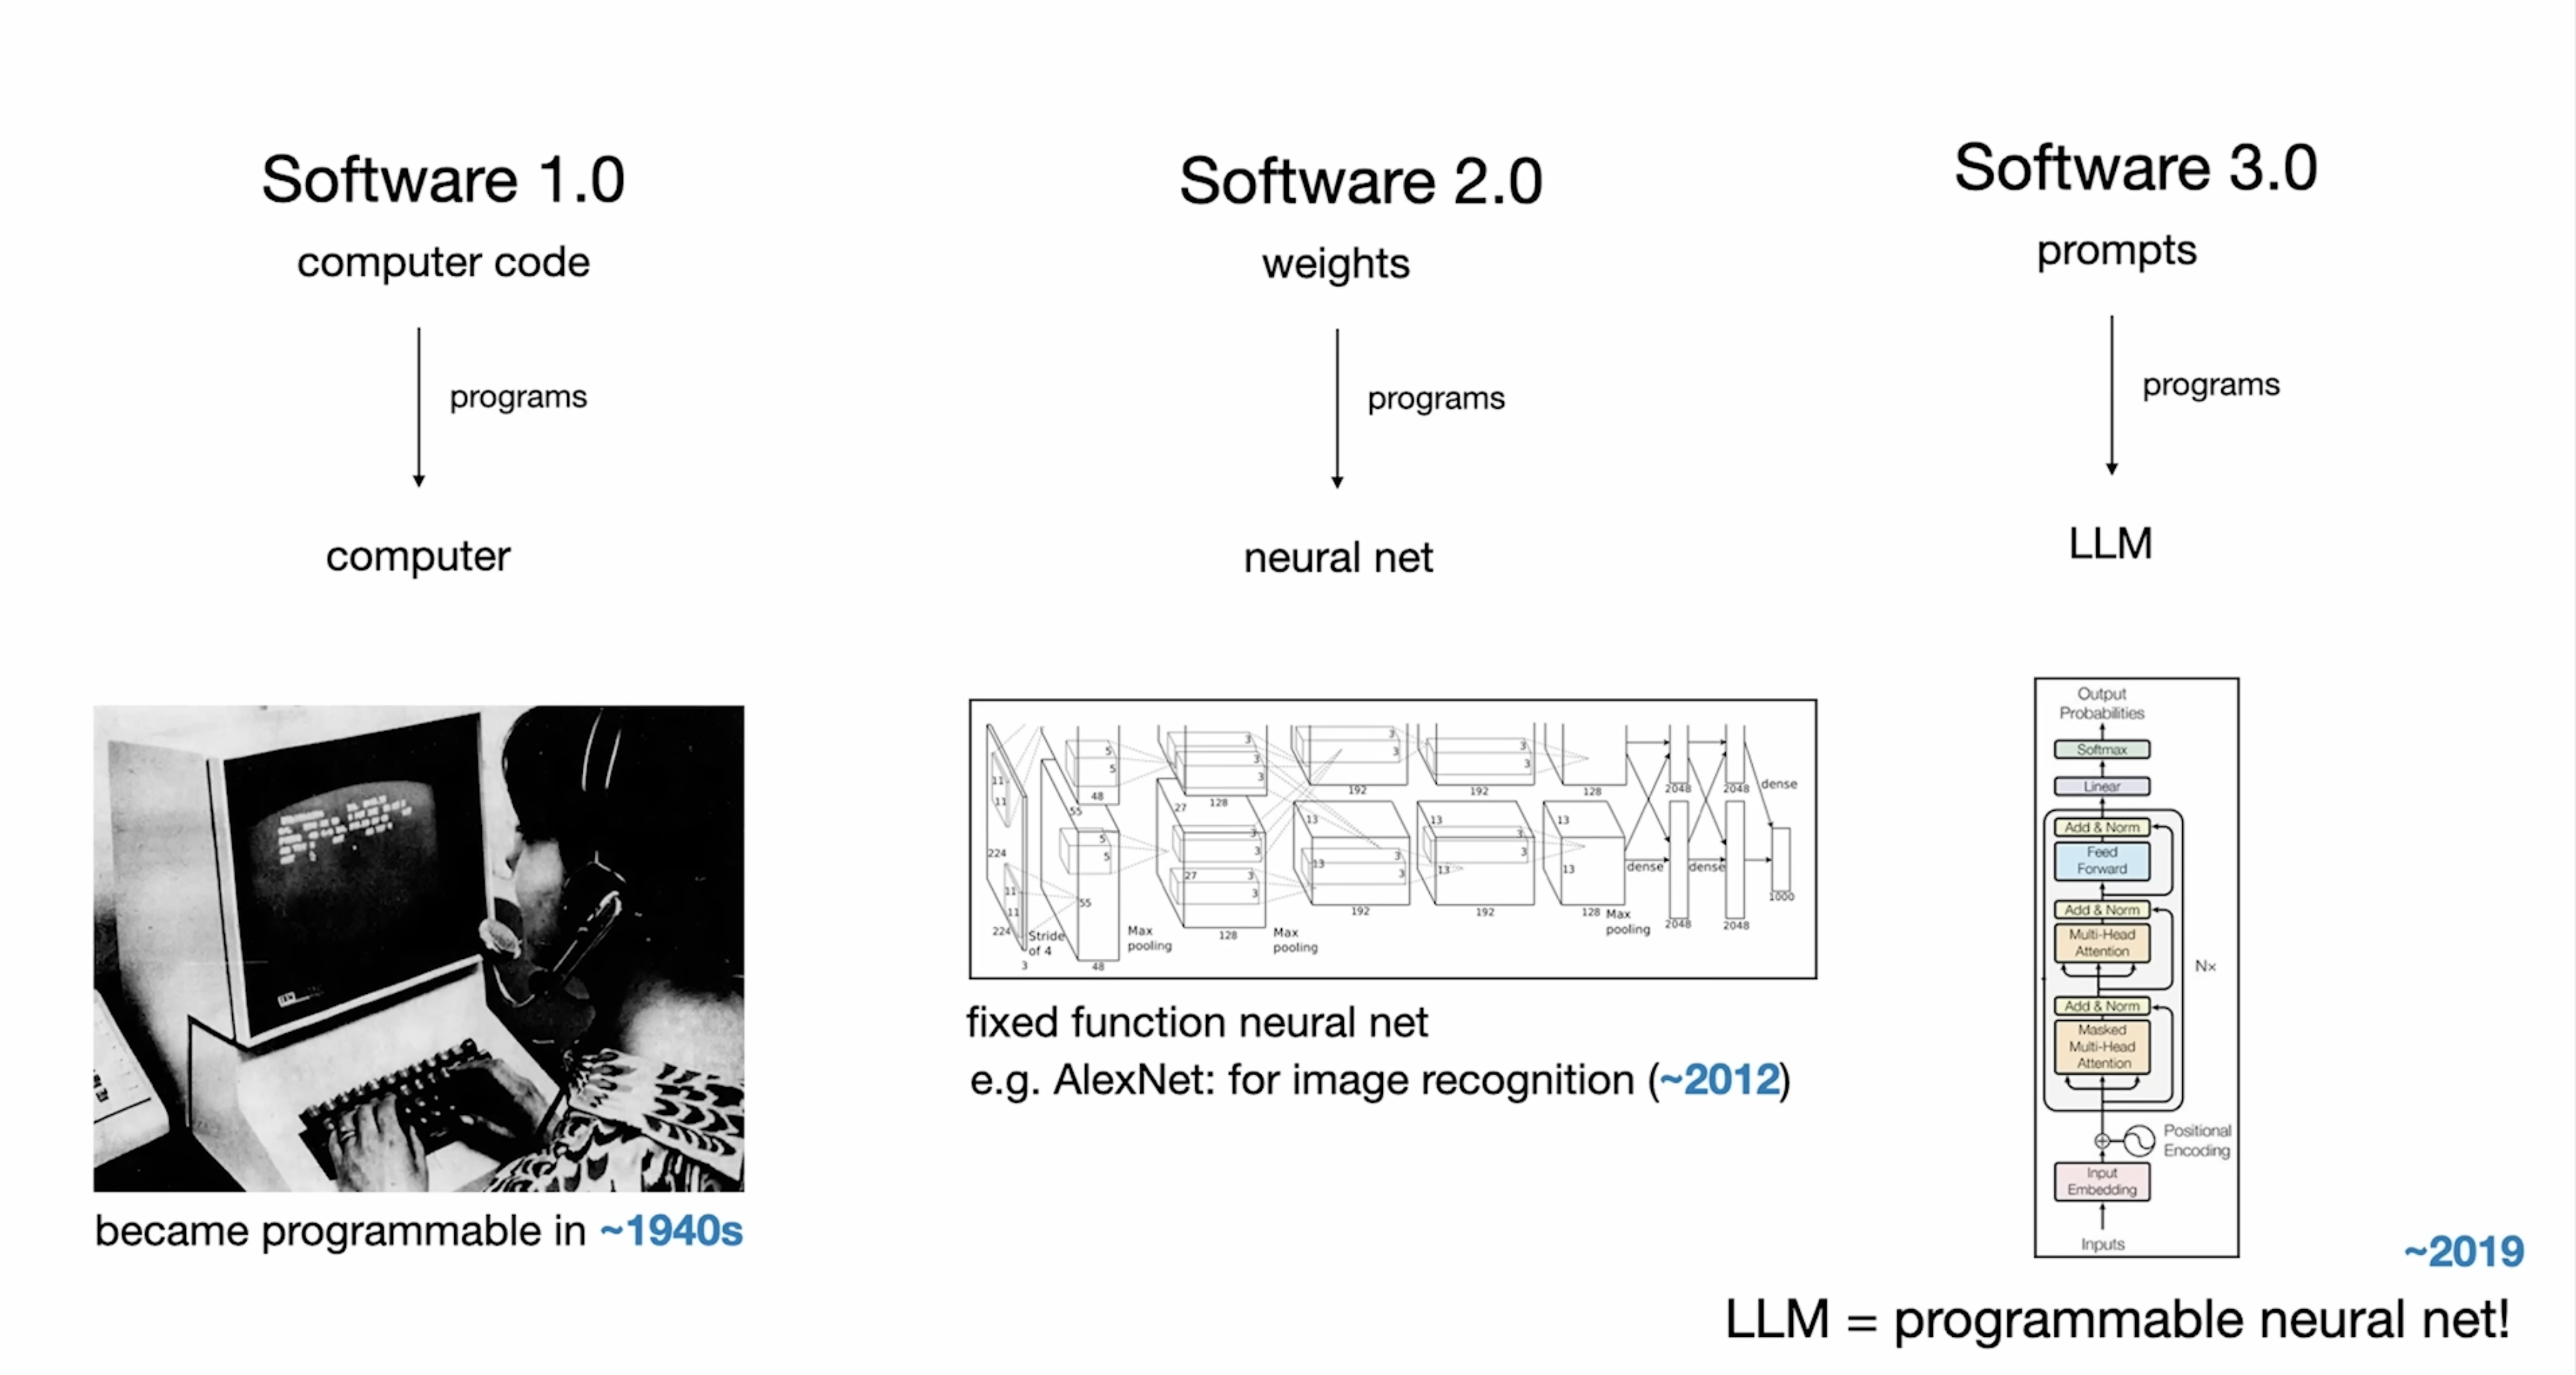 Software 1.0
computer code
programs
computer
became programmable in ~1940s
Software 2.0
weights
programs
neural net
11
11
224
11
11
224
Stride
of 4
3
5
5
48
55
5
5
55
48
Max
pooling
3
3
3
128
27
3
3
27
3
3
128
Max
pooling
3
3
192
13
3
13
3
192
3
3
192
13
3
3
13
192
128
13
13
128
Max
pooling
2048
2048
dense
dense
dense
2048
2048
1000
fixed function neural net
e.g. AlexNet: for image recognition (~2012)
Software 3.0
prompts
programs
LLM
Output
Probabilities
Softmax
Linear
Add & Norm
Feed
Forward
Add & Norm
Multi-Head
Attention
Nx
Add & Norm
Masked
Multi-Head
Attention
Positional
Encoding
Input
Embedding
Inputs
~2019
LLM = programmable neural net!